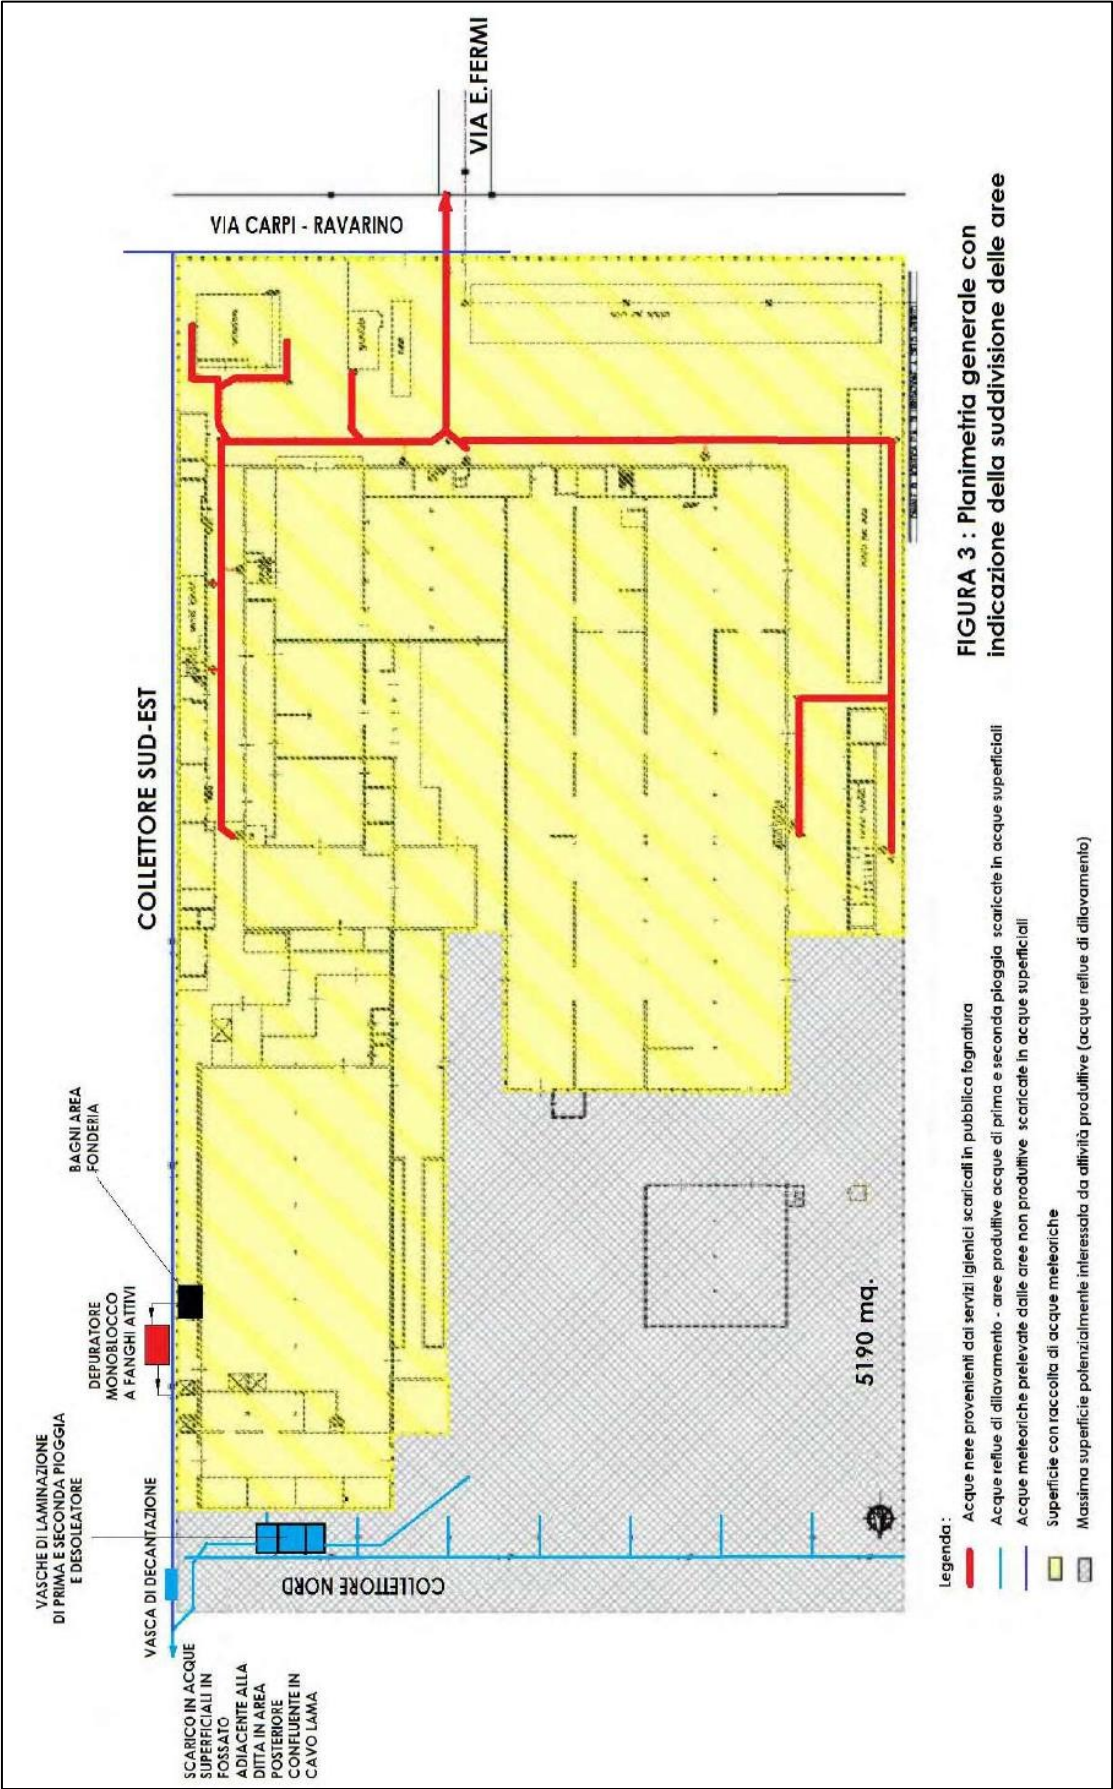 VASCHE DI LAMINAZIONE
DI PRIMA E SECONDA PIOGGIA
E DESOLEATORE
DEPURATORE
MONOBLOCCO
A FANGHI ATTIVI
BAGNI AREA
FONDERIA
COLLETTORE SUD-EST
VIA CARPI - RAVARINO
VIA E.FERMI
VASCA DI DECANTAZIONE
SCARICO IN ACQUE
SUPERFICIALI IN
FOSSATO
ADIACENTE ALLA
DITTA IN AREA
POSTERIORE
CONFLUENTE IN
CAVO LAMA
COLLETTORE NORD
5190 mq.
Legenda :
Acque nere provenienti dai servizi igienici scaricati in pubblica fognatura
Acque reflue di dilavamento - aree produttive acque di prima e seconda pioggia scaricate in acque superficiali
Acque meteoriche prelevate dalle aree non produttive scaricate in acque superficiali
Superficie con raccolta di acque meteoriche
Massima superficie potenzialmente interessata da attività produttive (acque reflue di dilavamento)
FIGURA 3 : Planimetria generale con
indicazione della suddivisione delle aree